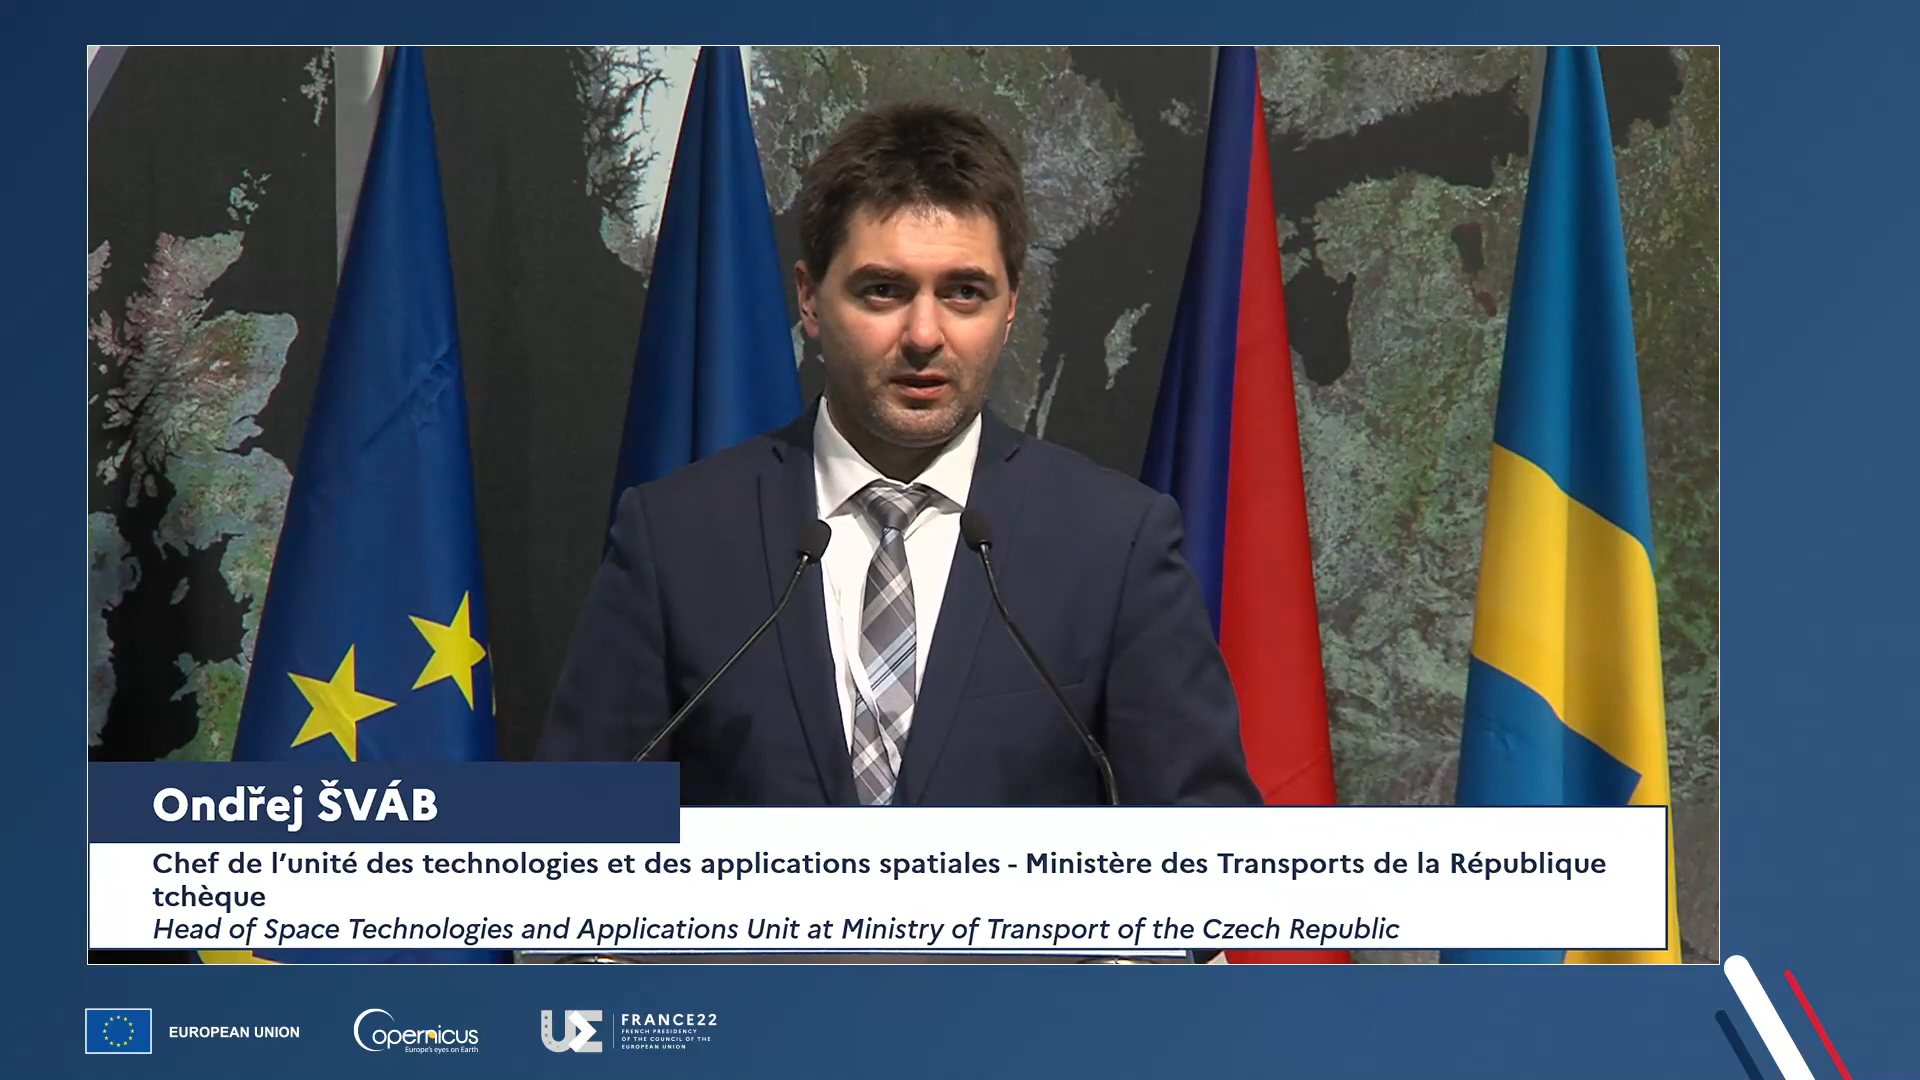 Ondřej ŠVÁB
Chef de l’unité des technologies et des applications spatiales - Ministère des Transports de la République
tchèque
Head of Space Technologies and Applications Unit at Ministry of Transport of the Czech Republic
EUROPEAN UNION
Copernicus
Europe's eyes on Earth
UE
FRANCE22
FRENCH PRESIDENCY
OF THE COUNCIL OF THE
EUROPEAN UNION